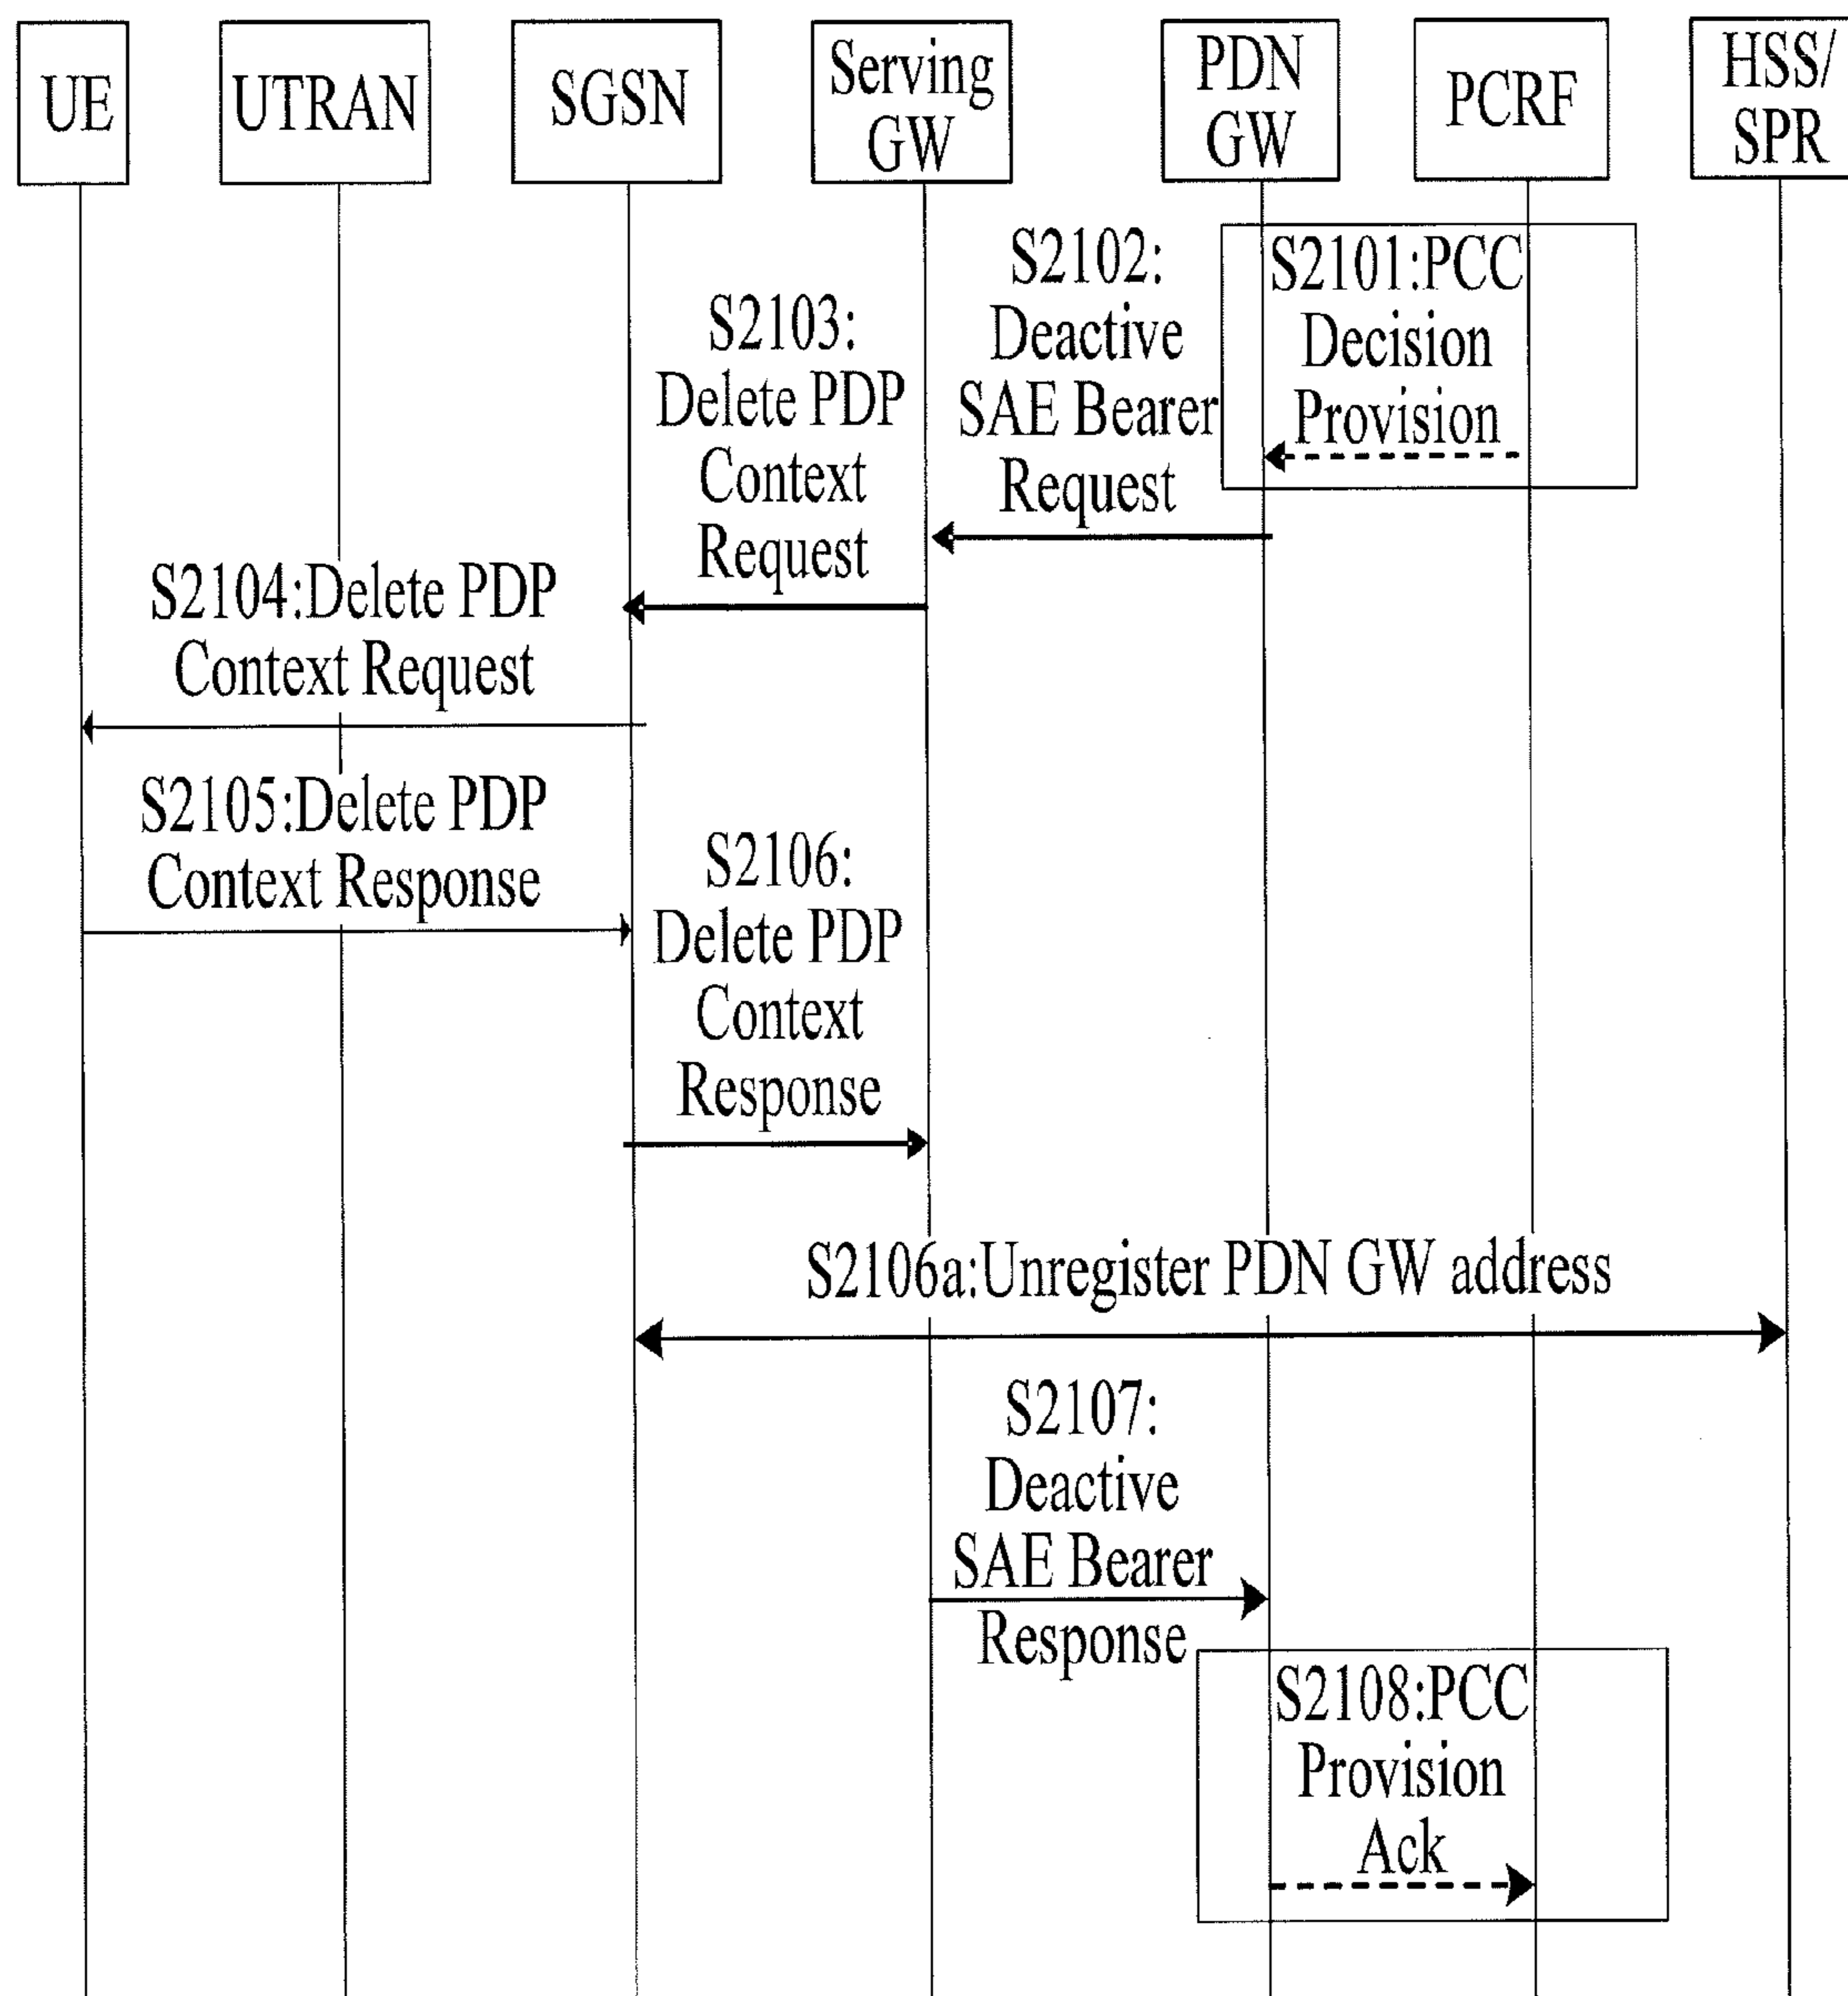 UE
UTRAN
SGSN
Serving
GW
PDN
GW
PCRF
HSS/
SPR
S2101:PCC
Decision
Provision
S2102:
Deactive
SAE Bearer
Request
S2103:
Delete PDP
Context
Request
S2104:Delete PDP
Context Request
S2105:Delete PDP
Context Response
S2106:
Delete PDP
Context
Response
S2106a:Unregister PDN GW address
S2107:
Deactive
SAE Bearer
Response
S2108:PCC
Provision
Ack